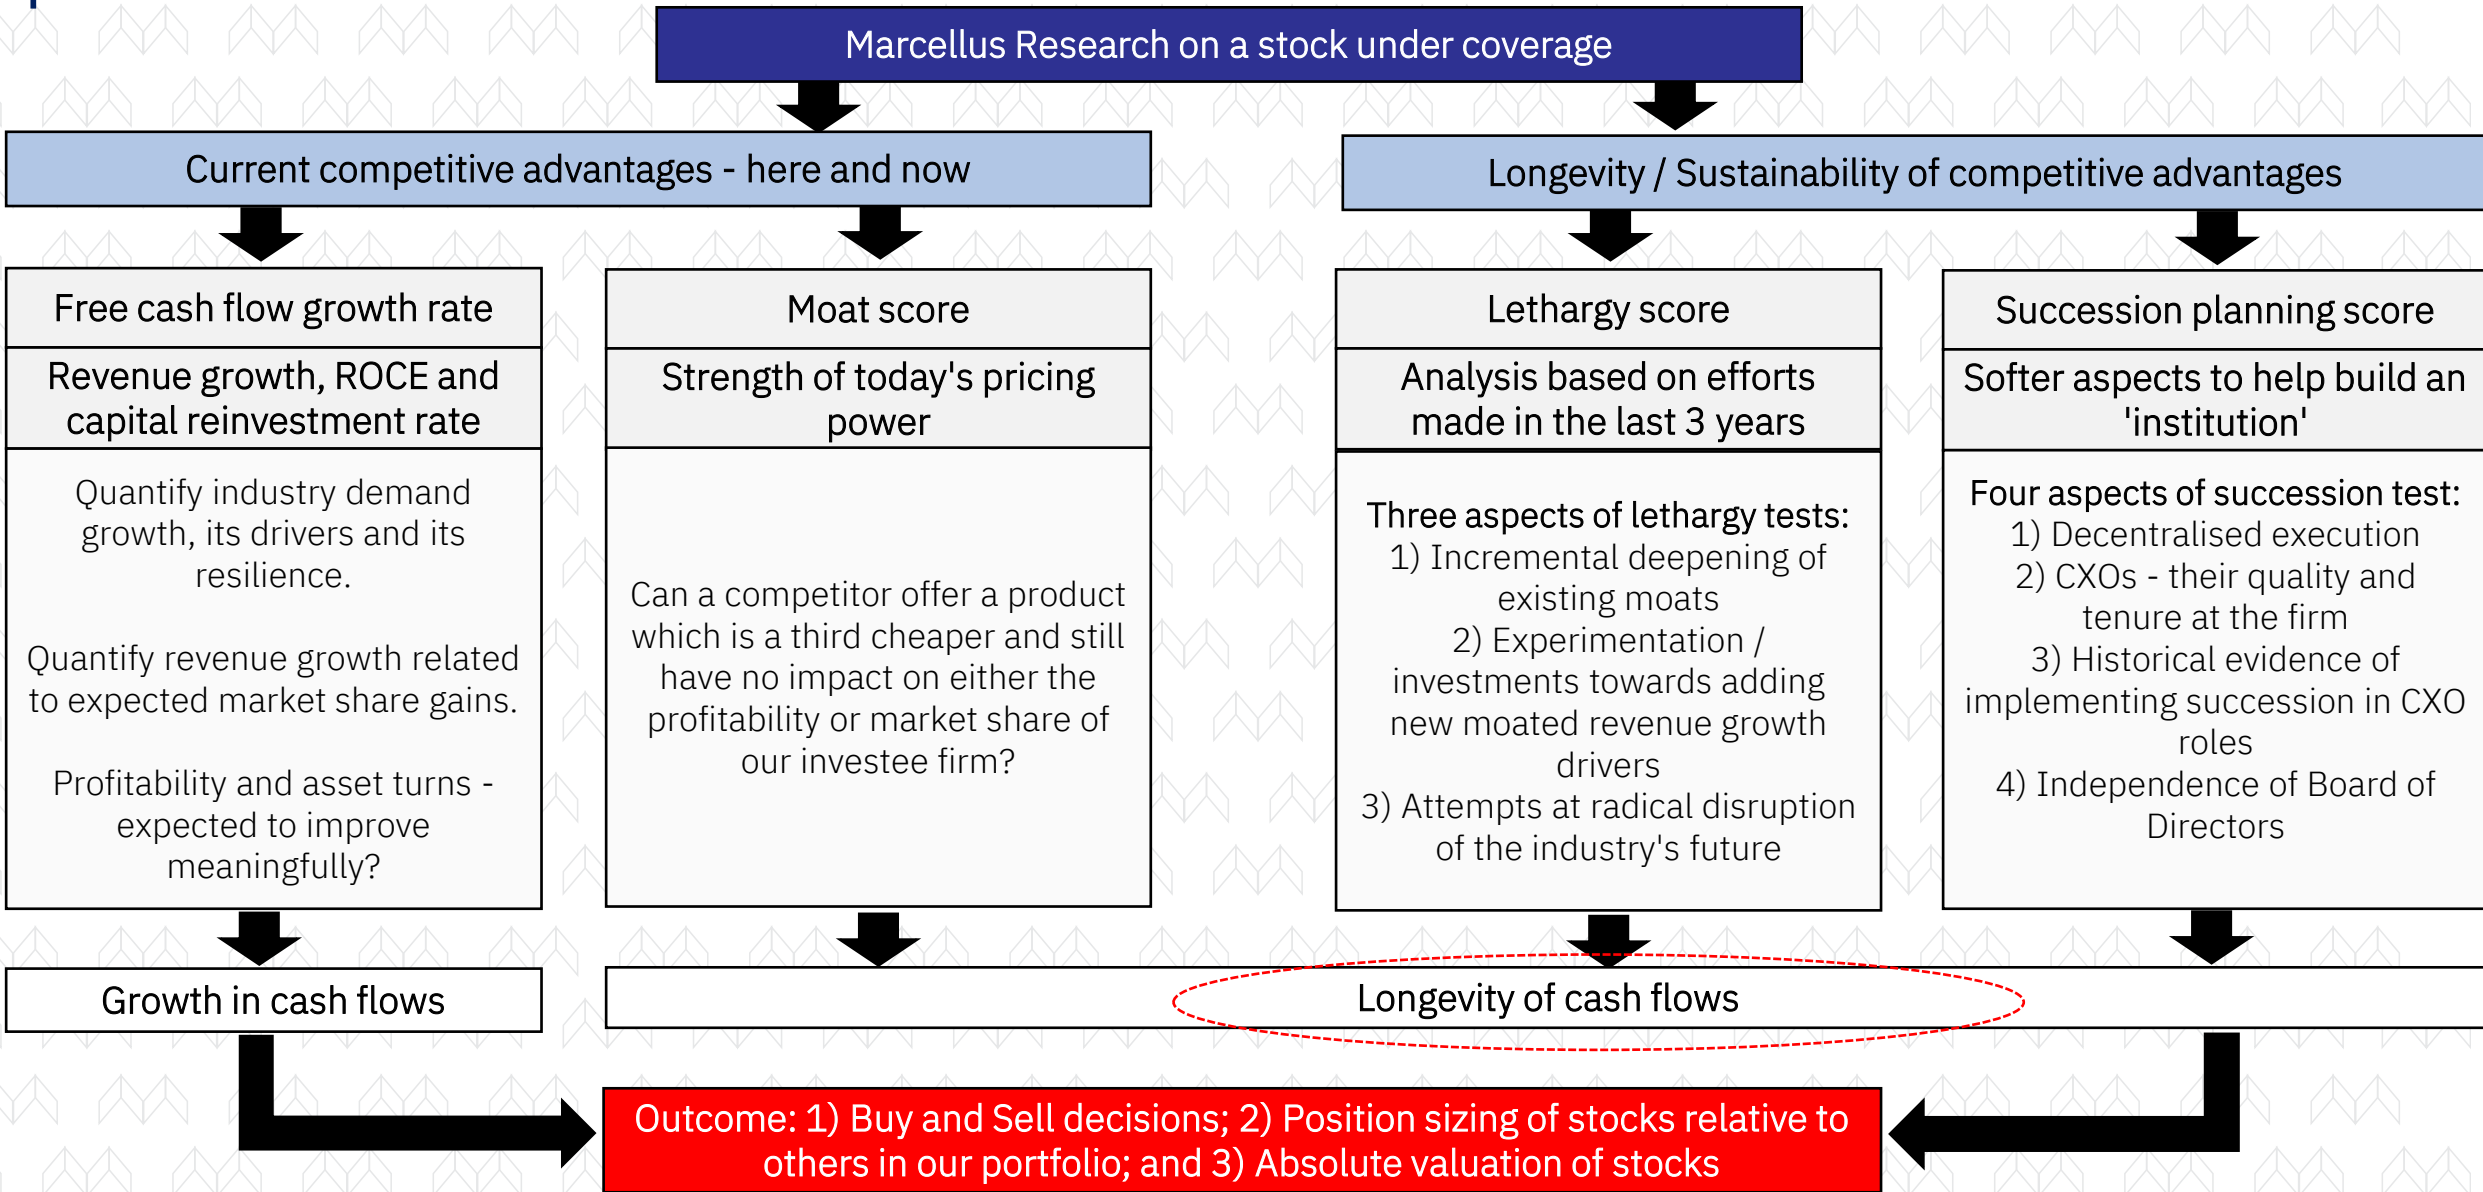 Marcellus Research on a stock under coverage
Current competitive advantages - here and now
Longevity / Sustainability of competitive advantages
Free cash flow growth rate
Revenue growth, ROCE and
capital reinvestment rate
Quantify industry demand
growth, its drivers and its
resilience.
Quantify revenue growth related
to expected market share gains.
Profitability and asset turns -
expected to improve
meaningfully?
Moat score
Strength of today's pricing
power
Can a competitor offer a product
which is a third cheaper and still
have no impact on either the
profitability or market share of
our investee firm?
Lethargy score
Analysis based on efforts
made in the last 3 years
Three aspects of lethargy tests:
1) Incremental deepening of
existing moats
2) Experimentation /
investments towards adding
new moated revenue growth
drivers
3) Attempts at radical disruption
of the industry's future
Succession planning score
Softer aspects to help build an
'institution'
Four aspects of succession test:
1) Decentralised execution
2) CXOs - their quality and
tenure at the firm
3) Historical evidence of
implementing succession in CXO
roles
4) Independence of Board of
Directors
Growth in cash flows
Longevity of cash flows
Outcome: 1) Buy and Sell decisions; 2) Position sizing of stocks relative to
others in our portfolio; and 3) Absolute valuation of stocks